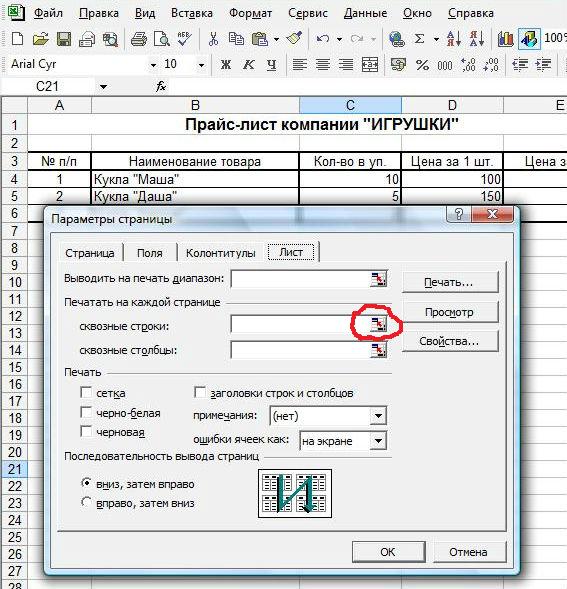 Файл Правка Вид Вставка Формат Сервис Данные Окно Справка
100%
Arial Cyr 10 Ж К Ч % 000
C21 fx
A B C D E
1 Прайс-лист компании "ИГРУШКИ"
2
3 № п/п Наименование товара Кол-во в уп. Цена за 1 шт. Цена за
4 1 Кукла "Маша" 10 100
5 2 Кукла "Даша" 5 150
6
7
8
9
10
11
12
13
14
15
16
17
18
19
20
21
22
23
24
25
26
27
28
Параметры страницы ?
Страница Поля Колонтитулы Лист
Выводить на печать диапазон: Печать...
Печатать на каждой странице
сквозные строки: Просмотр
сквозные столбцы: Свойства...
Печать
сетка заголовки строк и столбцов
черно-белая примечания: (нет)
черновая
ошибки ячеек как: на экране
Последовательность вывода страниц
вниз, затем вправо
вправо, затем вниз
ОК Отмена